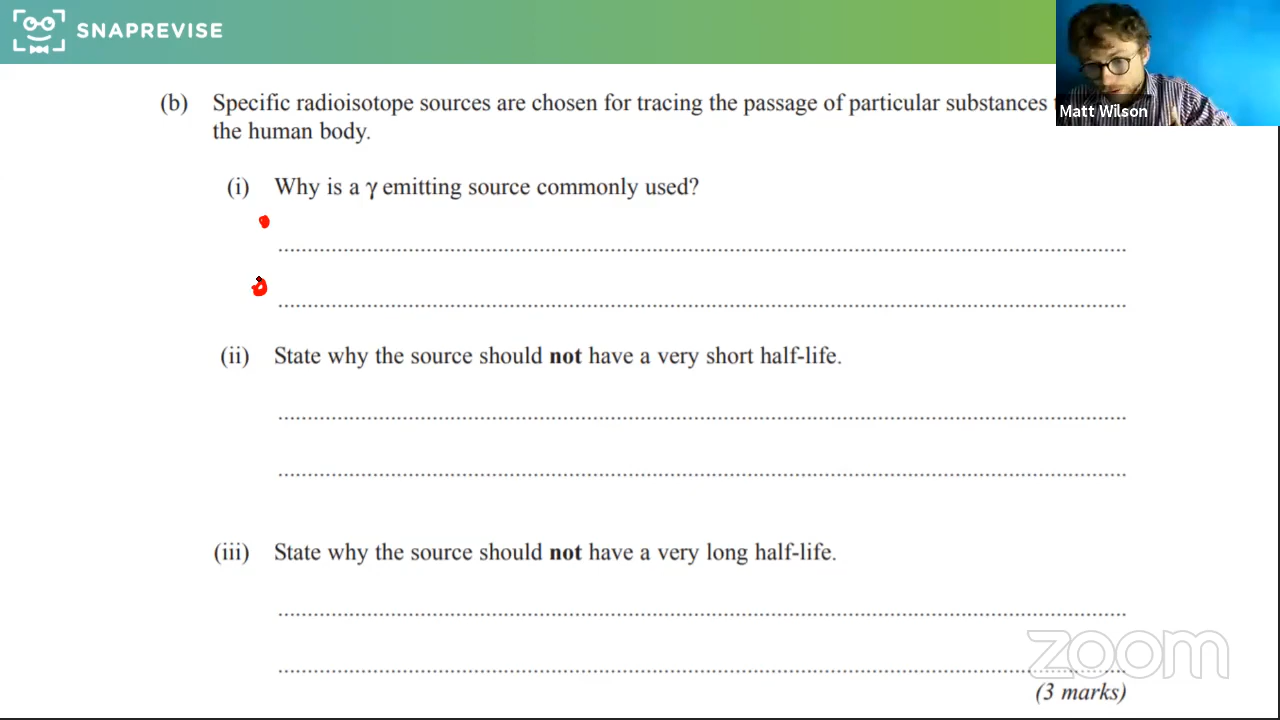 SNAPREVISE
Matt Wilson
(b) Specific radioisotope sources are chosen for tracing the passage of particular substances
the human body.
(i) Why is a γ emitting source commonly used?
(ii) State why the source should not have a very short half-life.
(iii) State why the source should not have a very long half-life.
zoom
(3 marks)